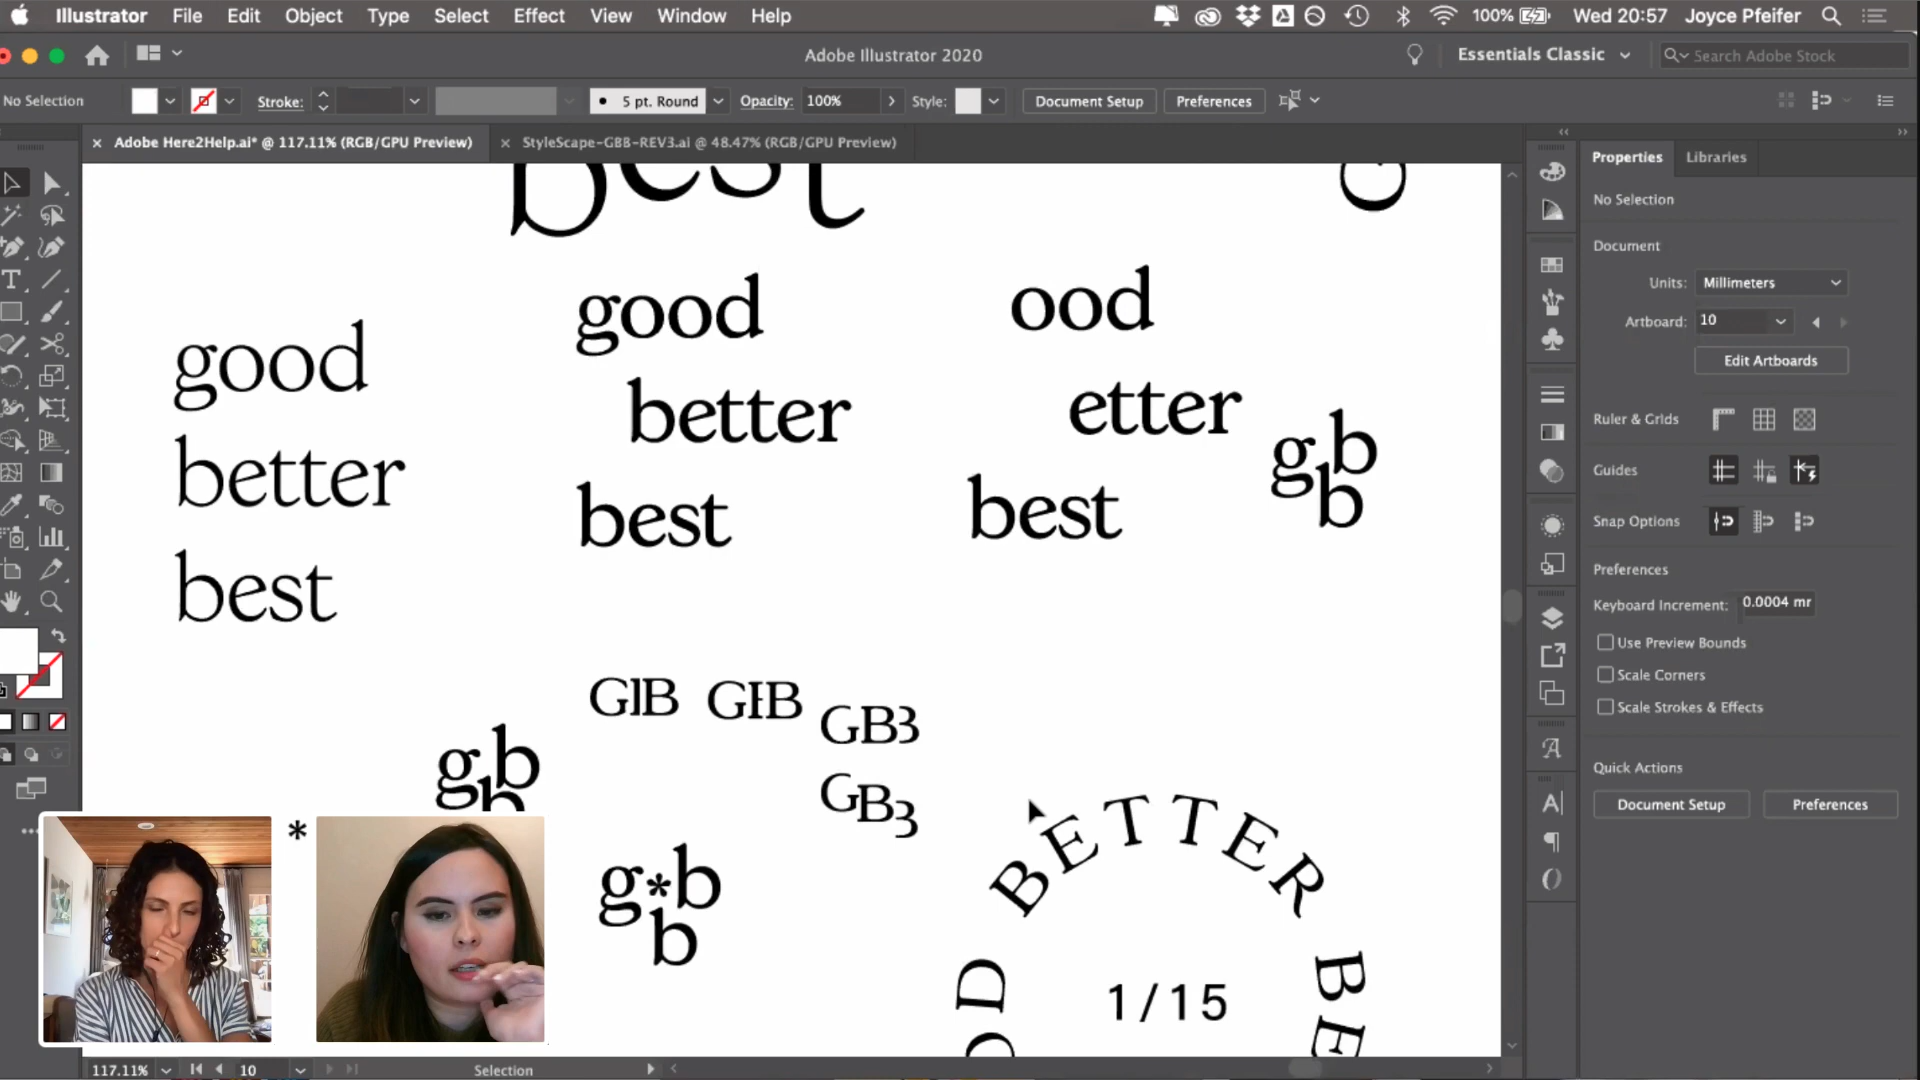 Illustrator File Edit Object Type Select Effect View Window Help 100% Wed 20:57 Joyce Pfeifer
Adobe Illustrator 2020 Essentials Classic Search Adobe Stock
No Selection Stroke: 5 pt. Round Opacity: 100% Style: Document Setup Preferences
× Adobe Here2Help.ai* @ 117.11% (RGB/GPU Preview) × StyleScape-GBB-REV3.ai @ 48.47% (RGB/GPU Preview)
best
good
better
best
good
better
best
ood
etter
best
g b
b
GIB GIB GB3
GB3
g b
b
*
g*b
b
BETTER BE
OD
1/15
Properties Libraries
No Selection
Document
Units: Millimeters
Artboard: 10
Edit Artboards
Ruler & Grids
Guides
Snap Options
Preferences
Keyboard Increment: 0.0004 mr
Use Preview Bounds
Scale Corners
Scale Strokes & Effects
Quick Actions
Document Setup Preferences
117.11% 10 Selection